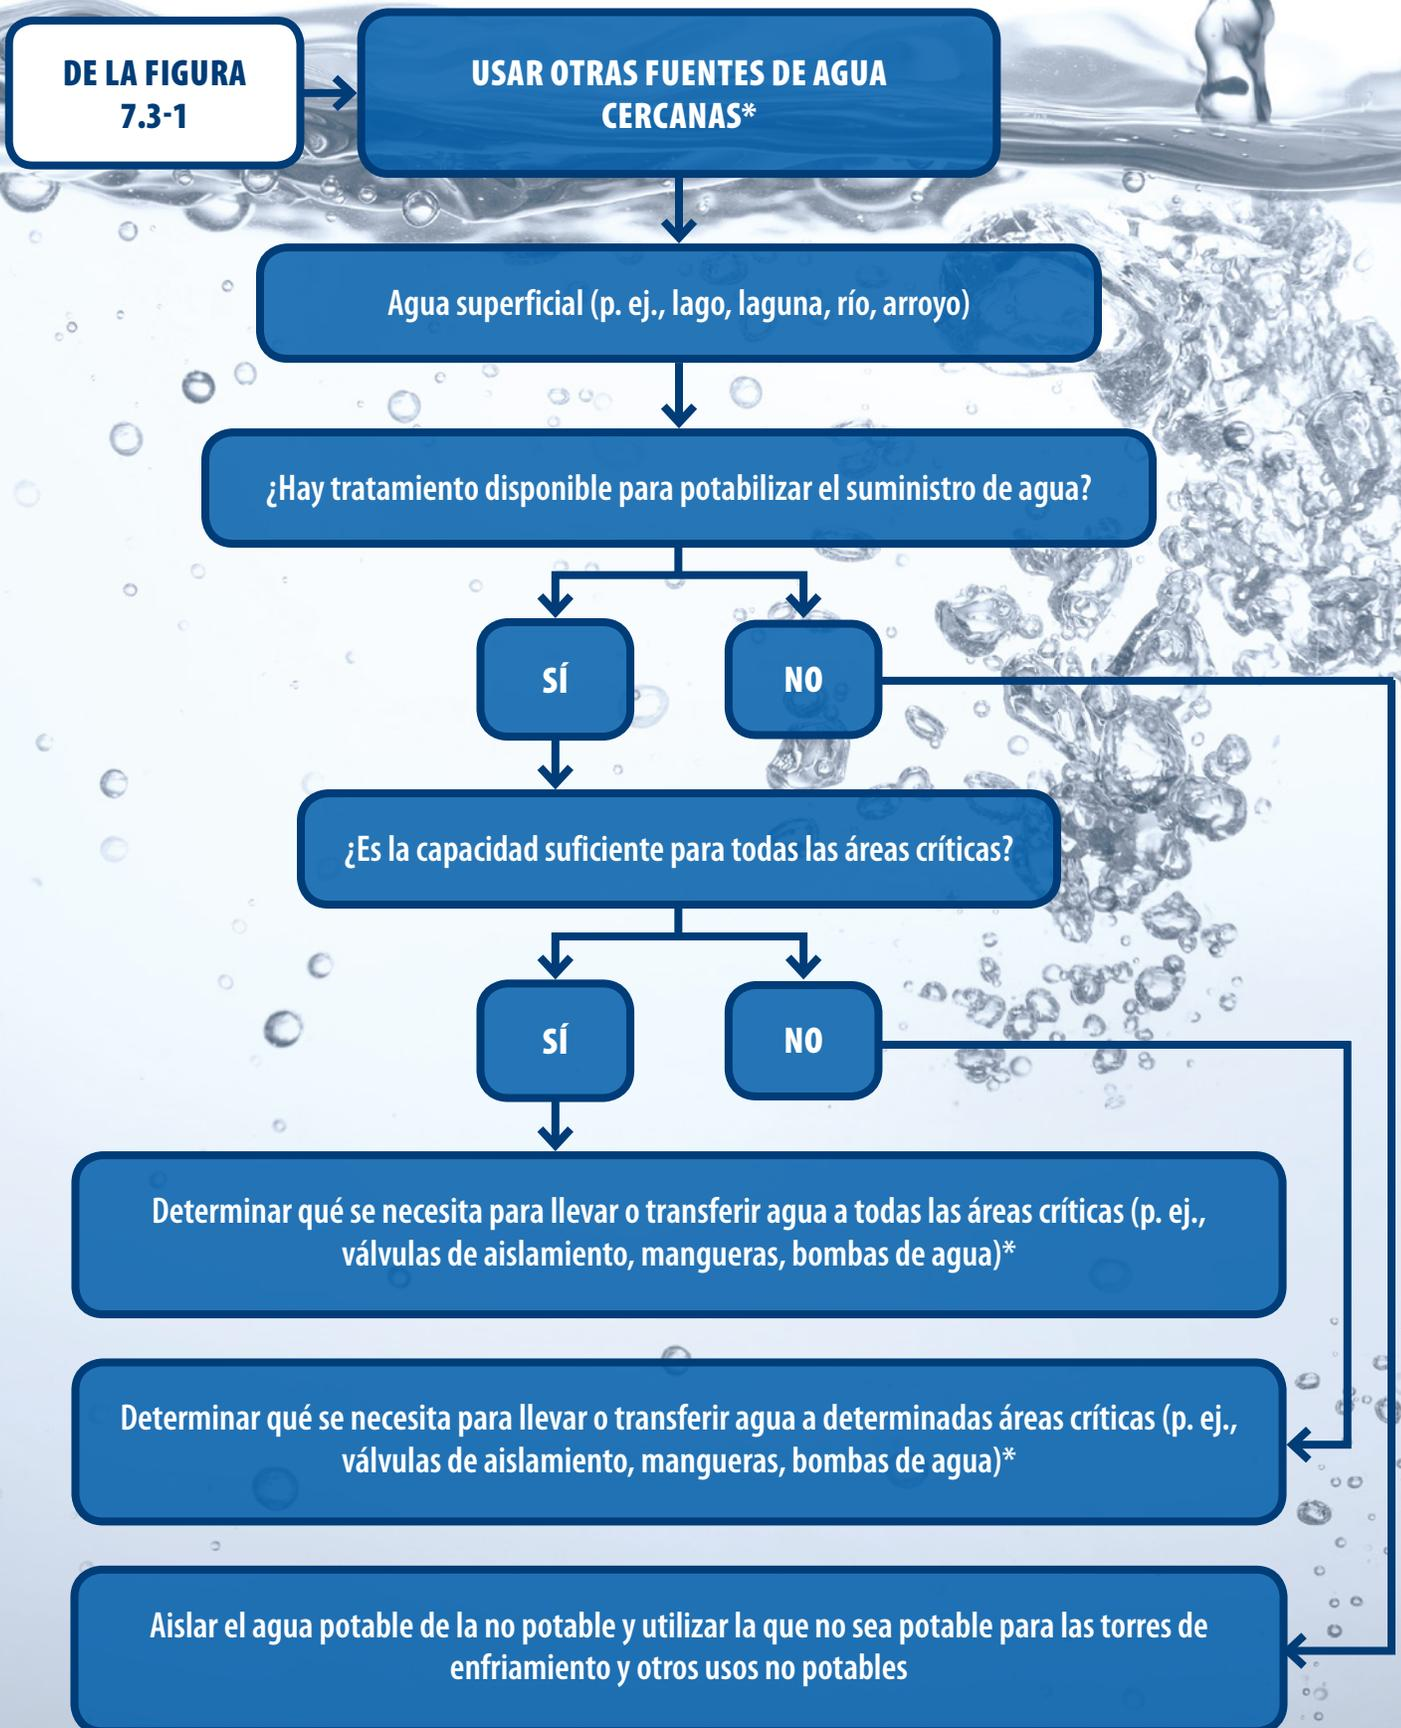 DE LA FIGURA
7.3-1
USAR OTRAS FUENTES DE AGUA
CERCANAS*
Agua superficial (p. ej., lago, laguna, río, arroyo)
¿Hay tratamiento disponible para potabilizar el suministro de agua?
SÍ
NO
¿Es la capacidad suficiente para todas las áreas críticas?
SÍ
NO
Determinar qué se necesita para llevar o transferir agua a todas las áreas críticas (p. ej.,
válvulas de aislamiento, mangueras, bombas de agua)*
Determinar qué se necesita para llevar o transferir agua a determinadas áreas críticas (p. ej.,
válvulas de aislamiento, mangueras, bombas de agua)*
Aislar el agua potable de la no potable y utilizar la que no sea potable para las torres de
enfriamiento y otros usos no potables